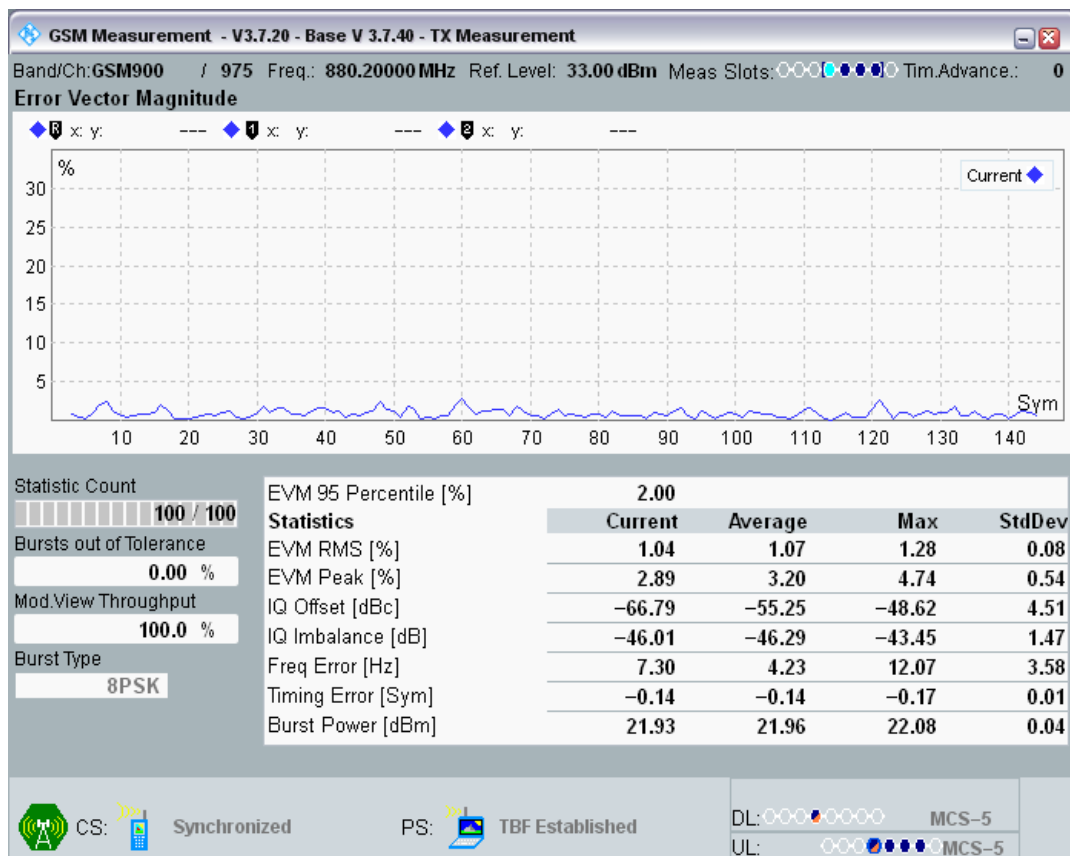 GSM Measurement - V3.7.20 - Base V 3.7.40 - TX Measurement
Band/Ch:GSM900 / 975 Freq.: 880.20000 MHz Ref. Level: 33.00 dBm Meas Slots: Tim.Advance.: 0
Error Vector Magnitude
R x: y: --- 1 x: y: --- 2 x: y: ---
%
Current
30
25
20
15
10
5
Sym
10 20 30 40 50 60 70 80 90 100 110 120 130 140
Statistic Count
100 / 100
Bursts out of Tolerance
0.00 %
Mod.View Throughput
100.0 %
Burst Type
8PSK
EVM 95 Percentile [%] 2.00
Statistics Current Average Max StdDev
EVM RMS [%] 1.04 1.07 1.28 0.08
EVM Peak [%] 2.89 3.20 4.74 0.54
IQ Offset [dBc] −66.79 −55.25 −48.62 4.51
IQ Imbalance [dB] −46.01 −46.29 −43.45 1.47
Freq Error [Hz] 7.30 4.23 12.07 3.58
Timing Error [Sym] −0.14 −0.14 −0.17 0.01
Burst Power [dBm] 21.93 21.96 22.08 0.04
CS: Synchronized PS: TBF Established
DL: MCS−5
UL: MCS−5